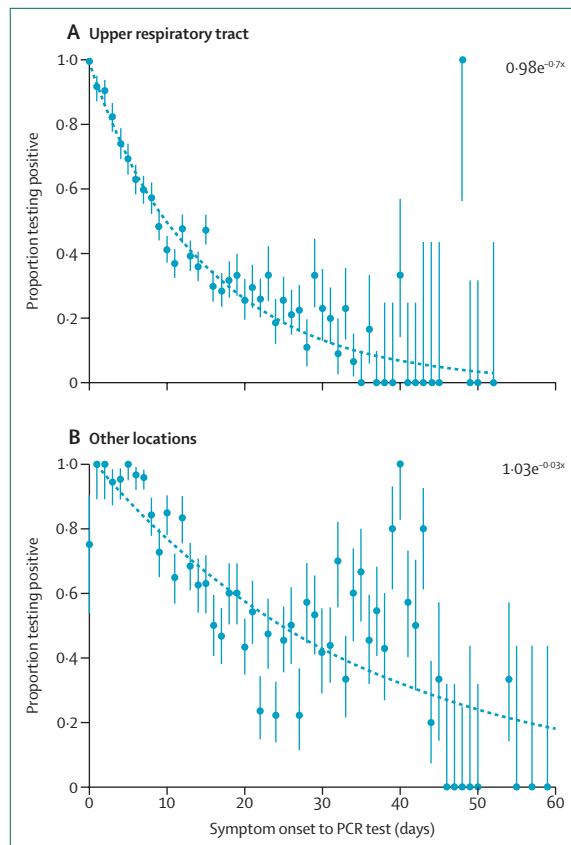 A Upper respiratory tract
1·0
0·98e–0·7x
0·8
0·6
0·4
0·2
0
Proportion testing positive
B Other locations
1·0
1·03e–0·03x
0·8
0·6
0·4
0·2
0
Proportion testing positive
0 10 20 30 40 50 60
Symptom onset to PCR test (days)